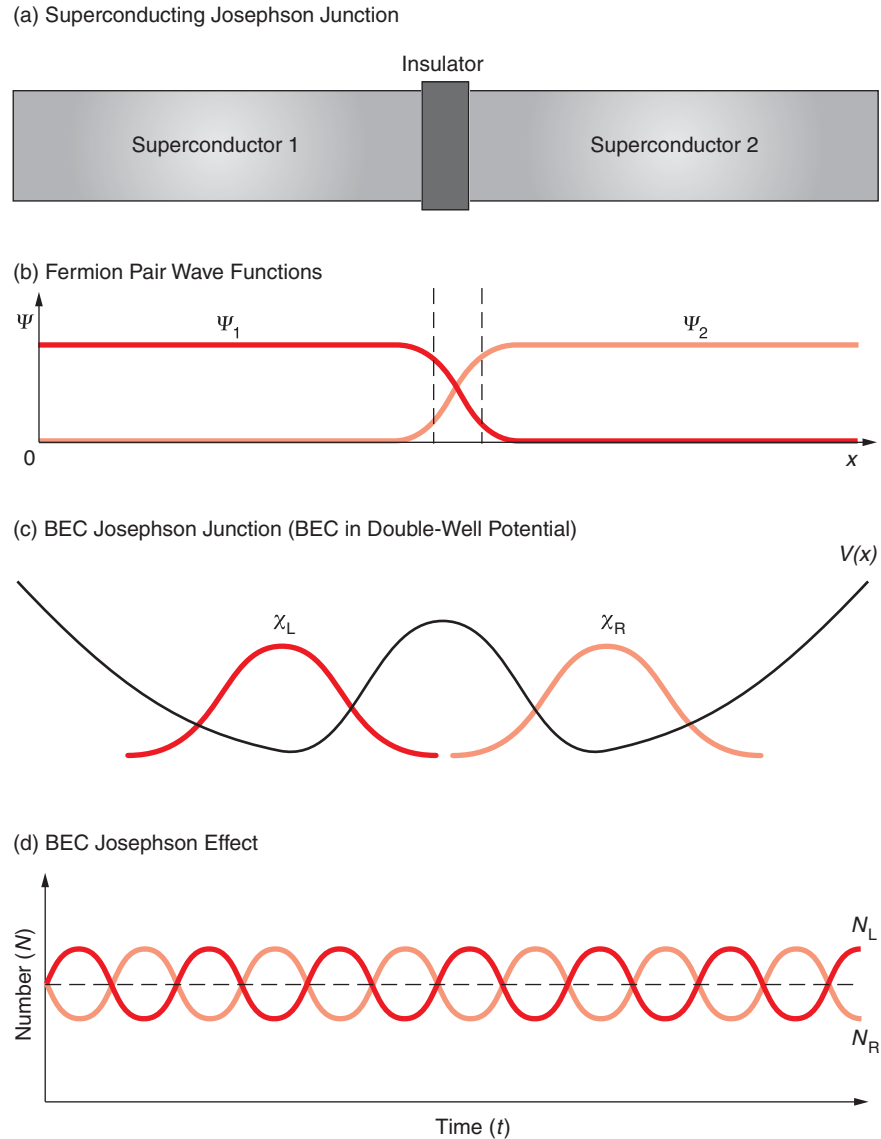 (a) Superconducting Josephson Junction
Insulator
Superconductor 1
Superconductor 2
(b) Fermion Pair Wave Functions
Ψ
Ψ1
Ψ2
0
x
(c) BEC Josephson Junction (BEC in Double-Well Potential)
V(x)
χL
χR
(d) BEC Josephson Effect
Number (N)
NL
NR
Time (t)